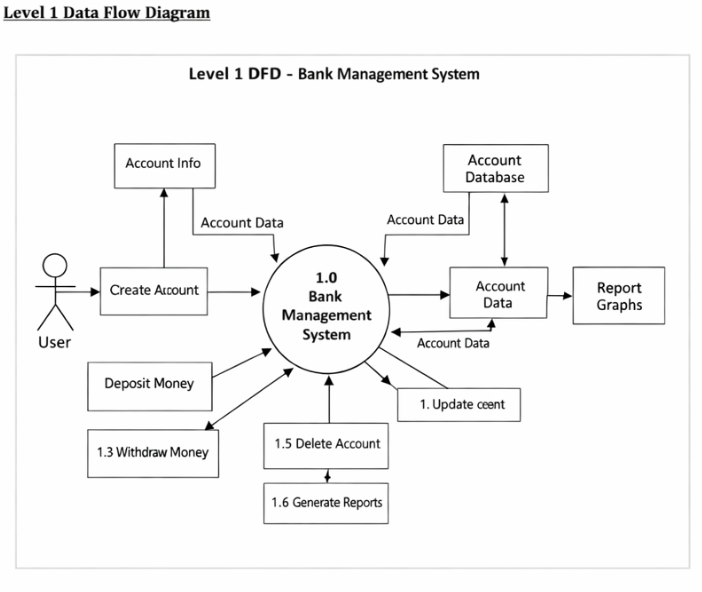 Level 1 Data Flow Diagram
Level 1 DFD - Bank Management System
Account Info
Account
Database
Account Data
Account Data
Create Account
1.0
Bank
Management
System
Account
Data
Report
Graphs
User
Account Data
Deposit Money
1. Update ceent
1.3 Withdraw Money
1.5 Delete Account
1.6 Generate Reports